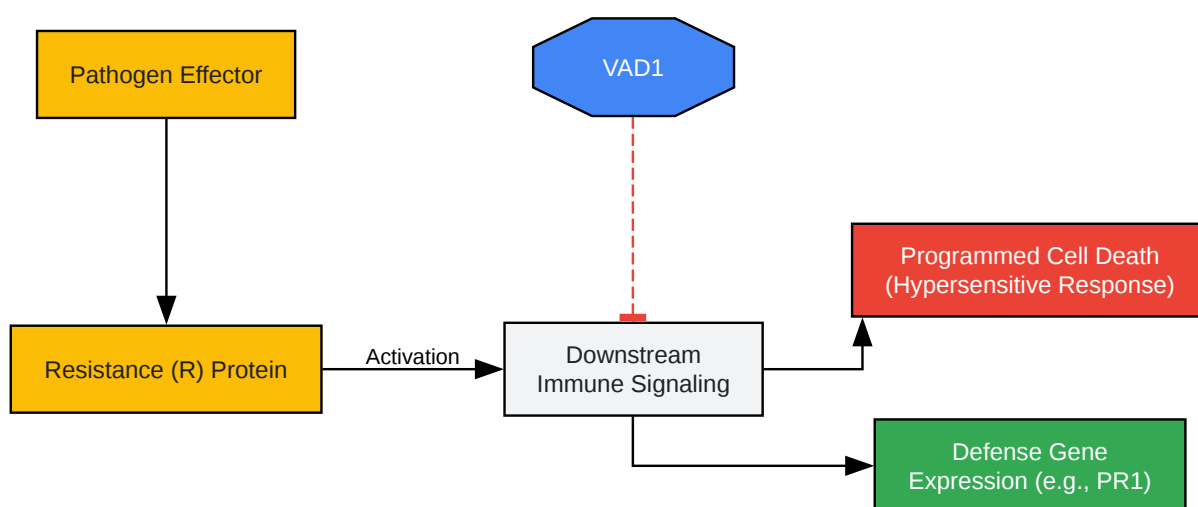 Pathogen Effector
VAD1
Programmed Cell Death
(Hypersensitive Response)
Resistance (R) Protein
Activation
Downstream
Immune Signaling
Defense Gene
Expression (e.g., PR1)